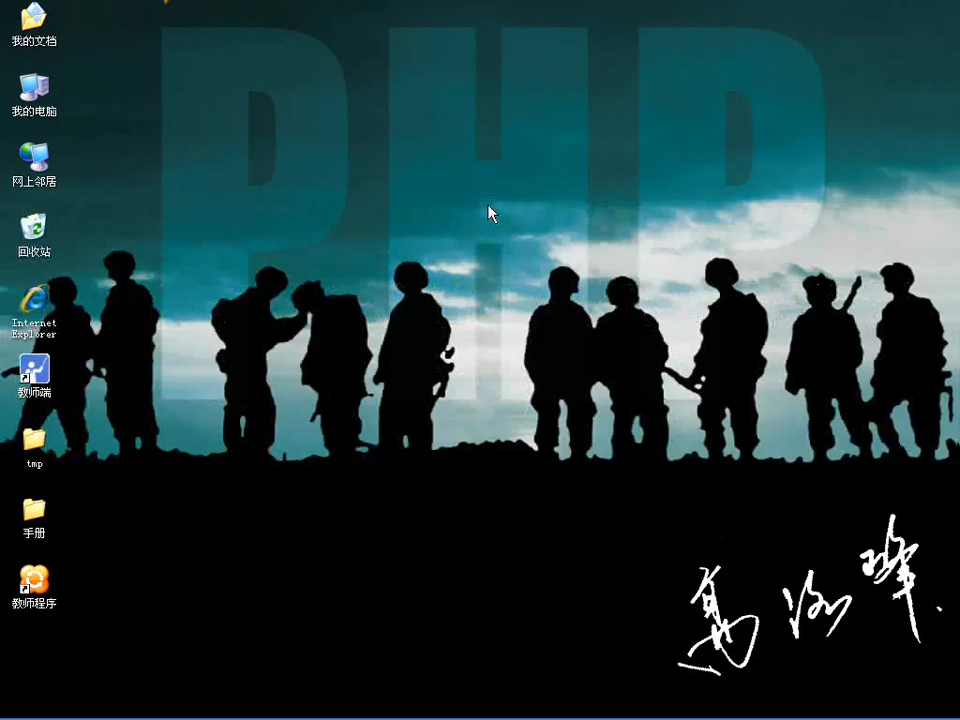 PHP
我的文档
我的电脑
网上邻居
回收站
Internet
Explorer
教师端
tmp
手册
教师程序